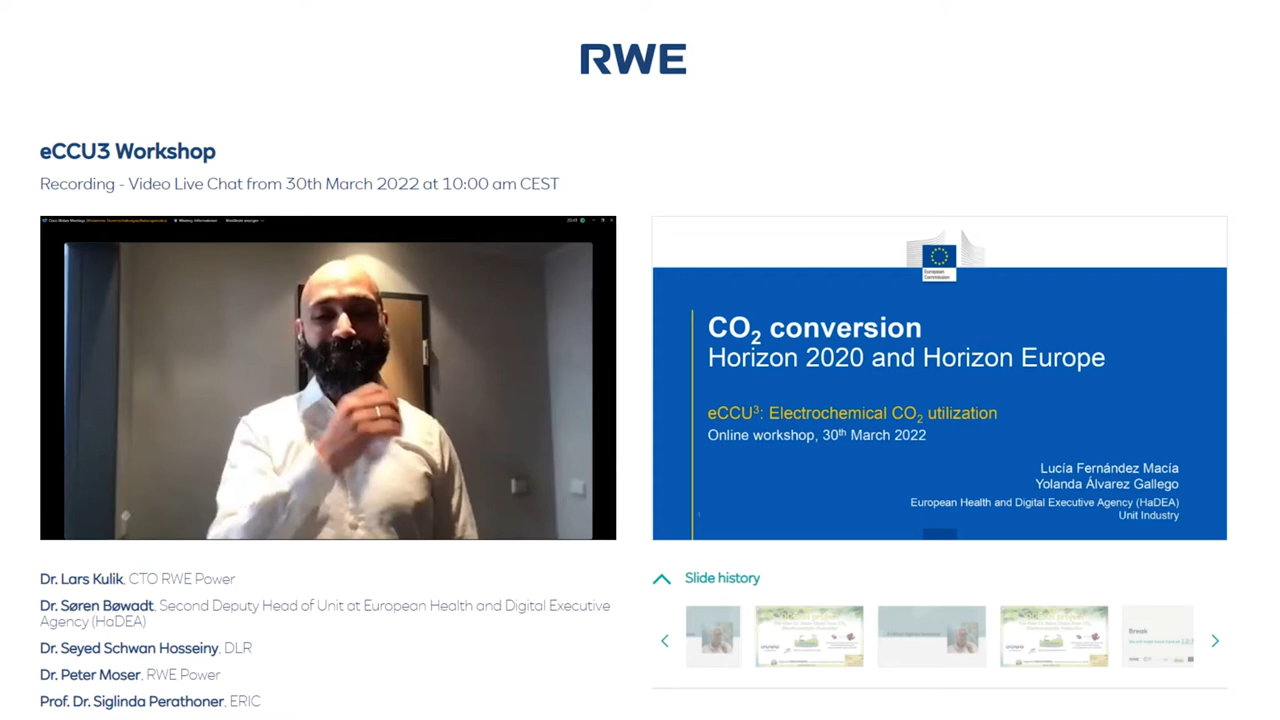 RWE
eCCU3 Workshop
Recording - Video Live Chat from 30th March 2022 at 10:00 am CEST
European
Commission
CO₂ conversion
Horizon 2020 and Horizon Europe
eCCU³: Electrochemical CO₂ utilization
Online workshop, 30th March 2022
Lucía Fernández Macía
Yolanda Álvarez Gallego
European Health and Digital Executive Agency (HaDEA)
Unit Industry
1
Dr. Lars Kulik, CTO RWE Power
Dr. Søren Bøwadt, Second Deputy Head of Unit at European Health and Digital Executive
Agency (HaDEA)
Dr. Seyed Schwan Hosseiny, DLR
Dr. Peter Moser, RWE Power
Prof. Dr. Siglinda Perathoner, ERIC
Slide history
Break